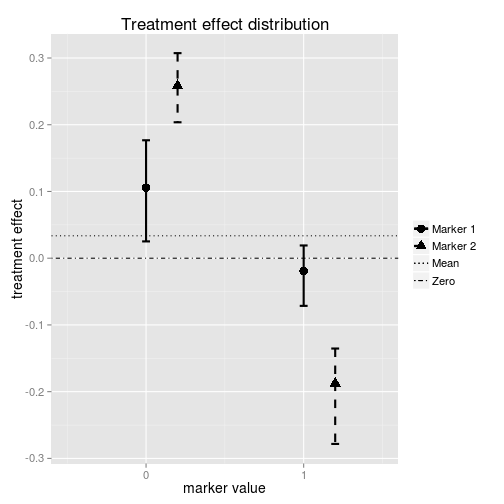 Treatment effect distribution
treatment effect
0.3
0.2
0.1
0.0
-0.1
-0.2
-0.3
0
1
marker value
Marker 1
Marker 2
Mean
Zero